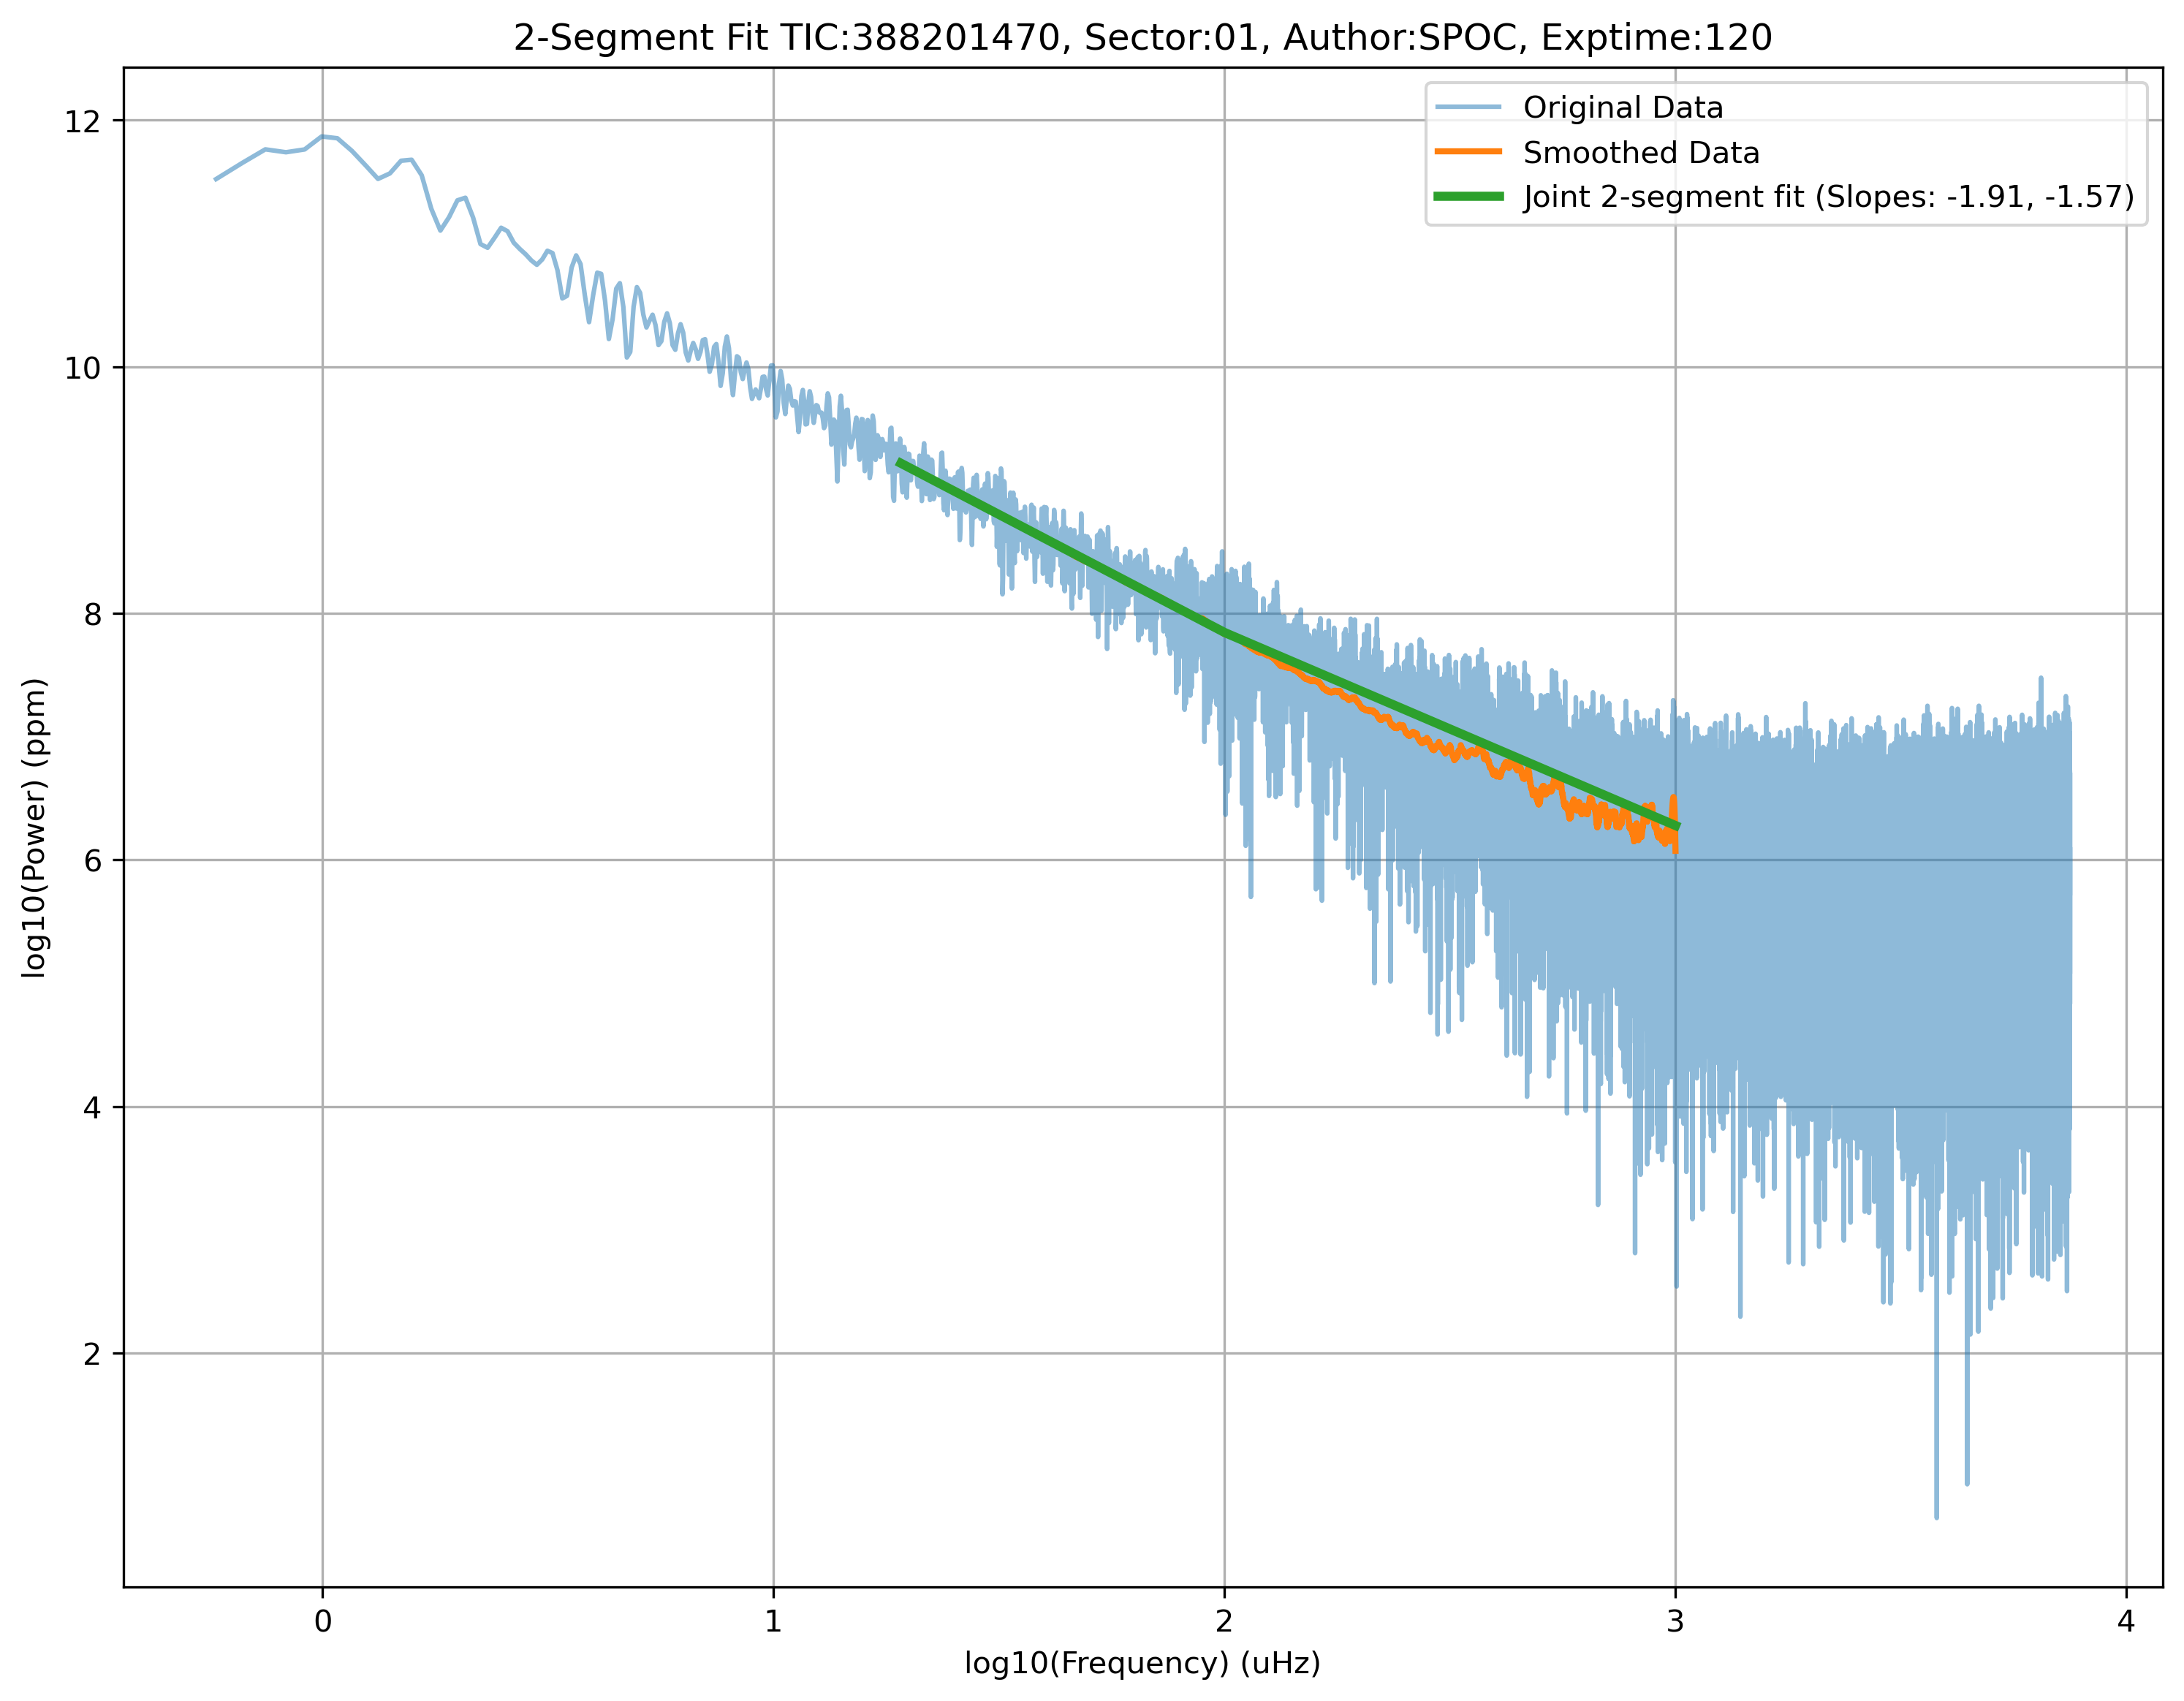 2-Segment Fit TIC:388201470, Sector:01, Author:SPOC, Exptime:120
Original Data
Smoothed Data
Joint 2-segment fit (Slopes: -1.91, -1.57)
log10(Power) (ppm)
12
10
8
6
4
2
0
1
2
3
4
log10(Frequency) (uHz)